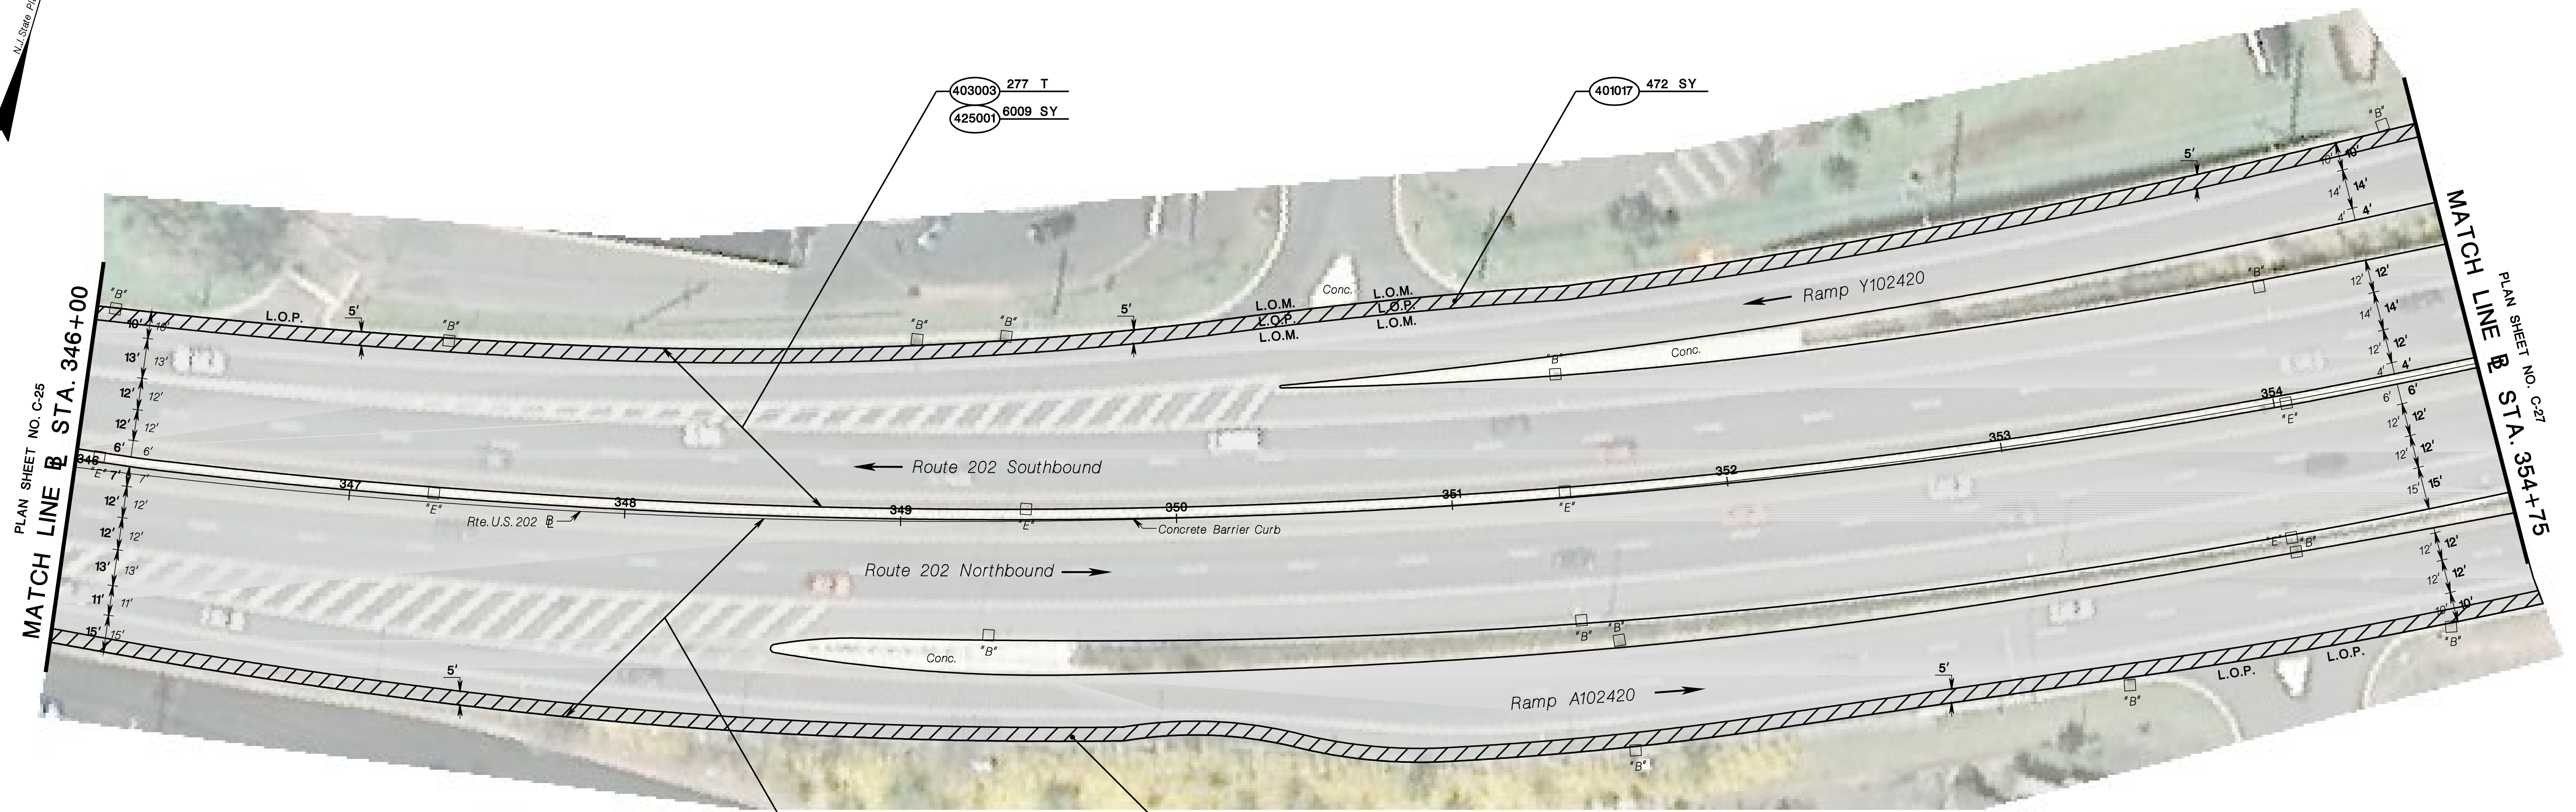 N.J. State Pl
403003 277 T
425001 6009 SY
401017 472 SY
MATCH LINE BL STA. 346+00
PLAN SHEET NO. C-25
"B"
L.O.P.
5'
"B"
"B"
"B"
5'
L.O.M.
L.O.P.
L.O.M.
Conc.
L.O.M.
L.O.P.
L.O.M.
Ramp Y102420
5'
"B"
10' 10'
14' 14'
4' 4'
10' 10'
13' 13'
12' 12'
12' 12'
6' 6'
346
"E" 7' 7'
12' 12'
12' 12'
13' 13'
11' 11'
15' 15'
"B"
Conc.
"B"
12' 12'
14' 14'
12' 12'
4' 4'
6' 6'
12' 12'
12' 12'
15' 15'
Route 202 Southbound
347
348
349
350
351
352
353
354
"E"
"E"
"E"
"E"
Rte. U.S. 202 BL
Concrete Barrier Curb
Route 202 Northbound
"B"
Conc.
"B"
"B"
"E" "B"
12' 12'
12' 12'
10' 10'
5'
Ramp A102420
5'
"B"
"B"
L.O.P.
L.O.P.
"B"
MATCH LINE BL STA. 354+75
PLAN SHEET NO. C-27